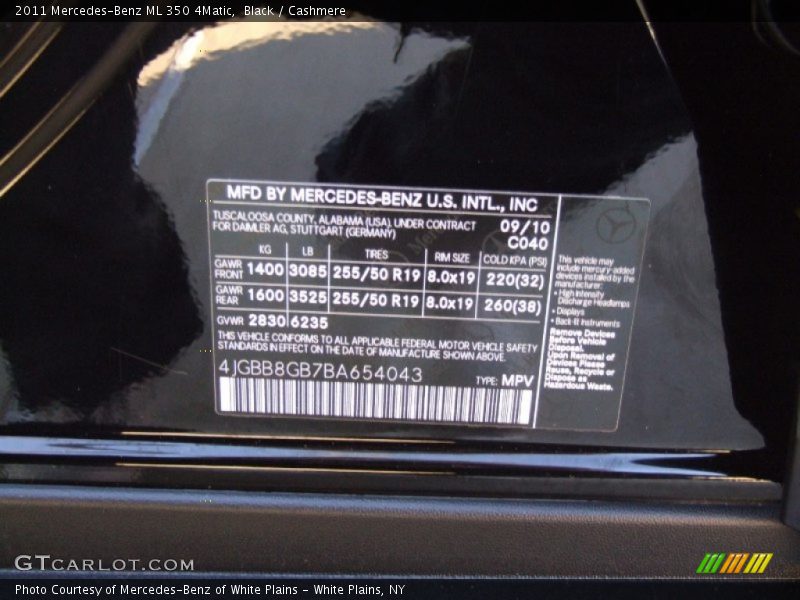 2011 Mercedes-Benz ML 350 4Matic, Black / Cashmere
MFD BY MERCEDES-BENZ U.S. INTL., INC
TUSCALOOSA COUNTY, ALABAMA (USA), UNDER CONTRACT
FOR DAIMLER AG, STUTTGART (GERMANY)
09/10
C040
KG LB TIRES RIM SIZE COLD KPA (PSI)
GAWR
FRONT 1400 3085 255/50 R19 8.0x19 220(32)
GAWR
REAR 1600 3525 255/50 R19 8.0x19 260(38)
GVWR 2830 6235
THIS VEHICLE CONFORMS TO ALL APPLICABLE FEDERAL MOTOR VEHICLE SAFETY
STANDARDS IN EFFECT ON THE DATE OF MANUFACTURE SHOWN ABOVE.
4JGBB8GB7BA654043
TYPE: MPV
This vehicle may
include mercury-added
devices installed by the
manufacturer:
• High Intensity
Discharge Headlamps
• Displays
• Back-lit Instruments
Remove Devices
Before Vehicle
Disposal.
Upon Removal of
Devices Please
Reuse, Recycle or
Dispose as
Hazardous Waste.
GTCARLOT.COM
Photo Courtesy of Mercedes-Benz of White Plains - White Plains, NY